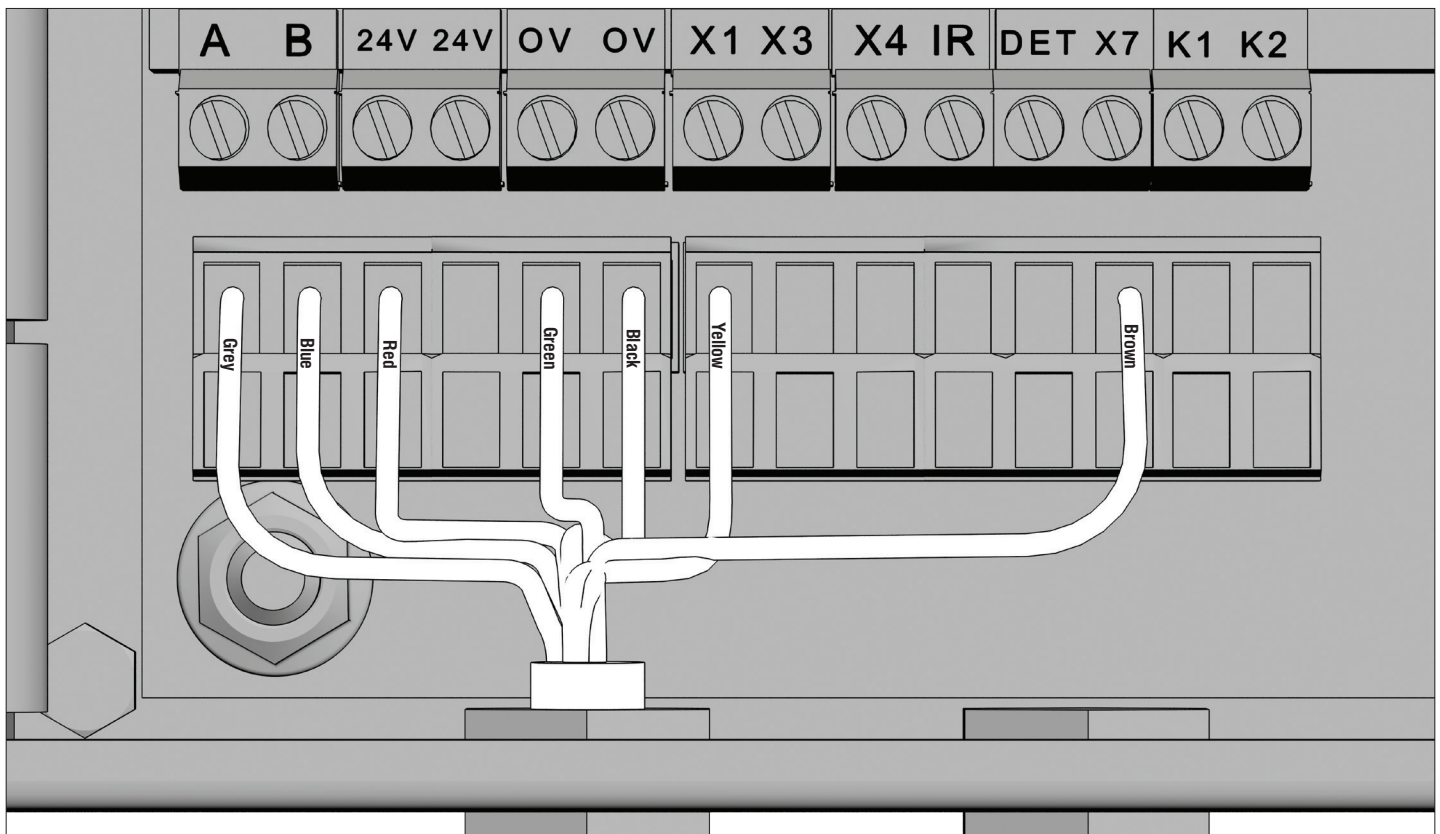 A B 24V 24V OV OV X1 X3 X4 IR DET X7 K1 K2
Grey
Blue
Red
Green
Black
Yellow
Brown